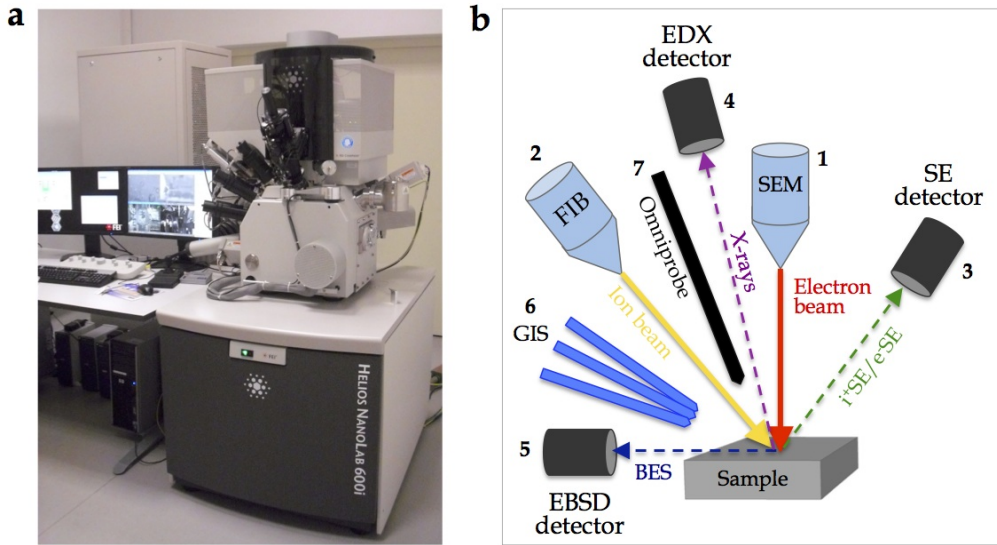 a
HELIOS NANOLAB 600i
b
EDX
detector
4
2
FIB
7
Omniprobe
X-rays
1
SEM
SE
detector
3
Electron
beam
Ion beam
6
GIS
i⁺SE/e⁻SE
5
BES
EBSD
detector
Sample